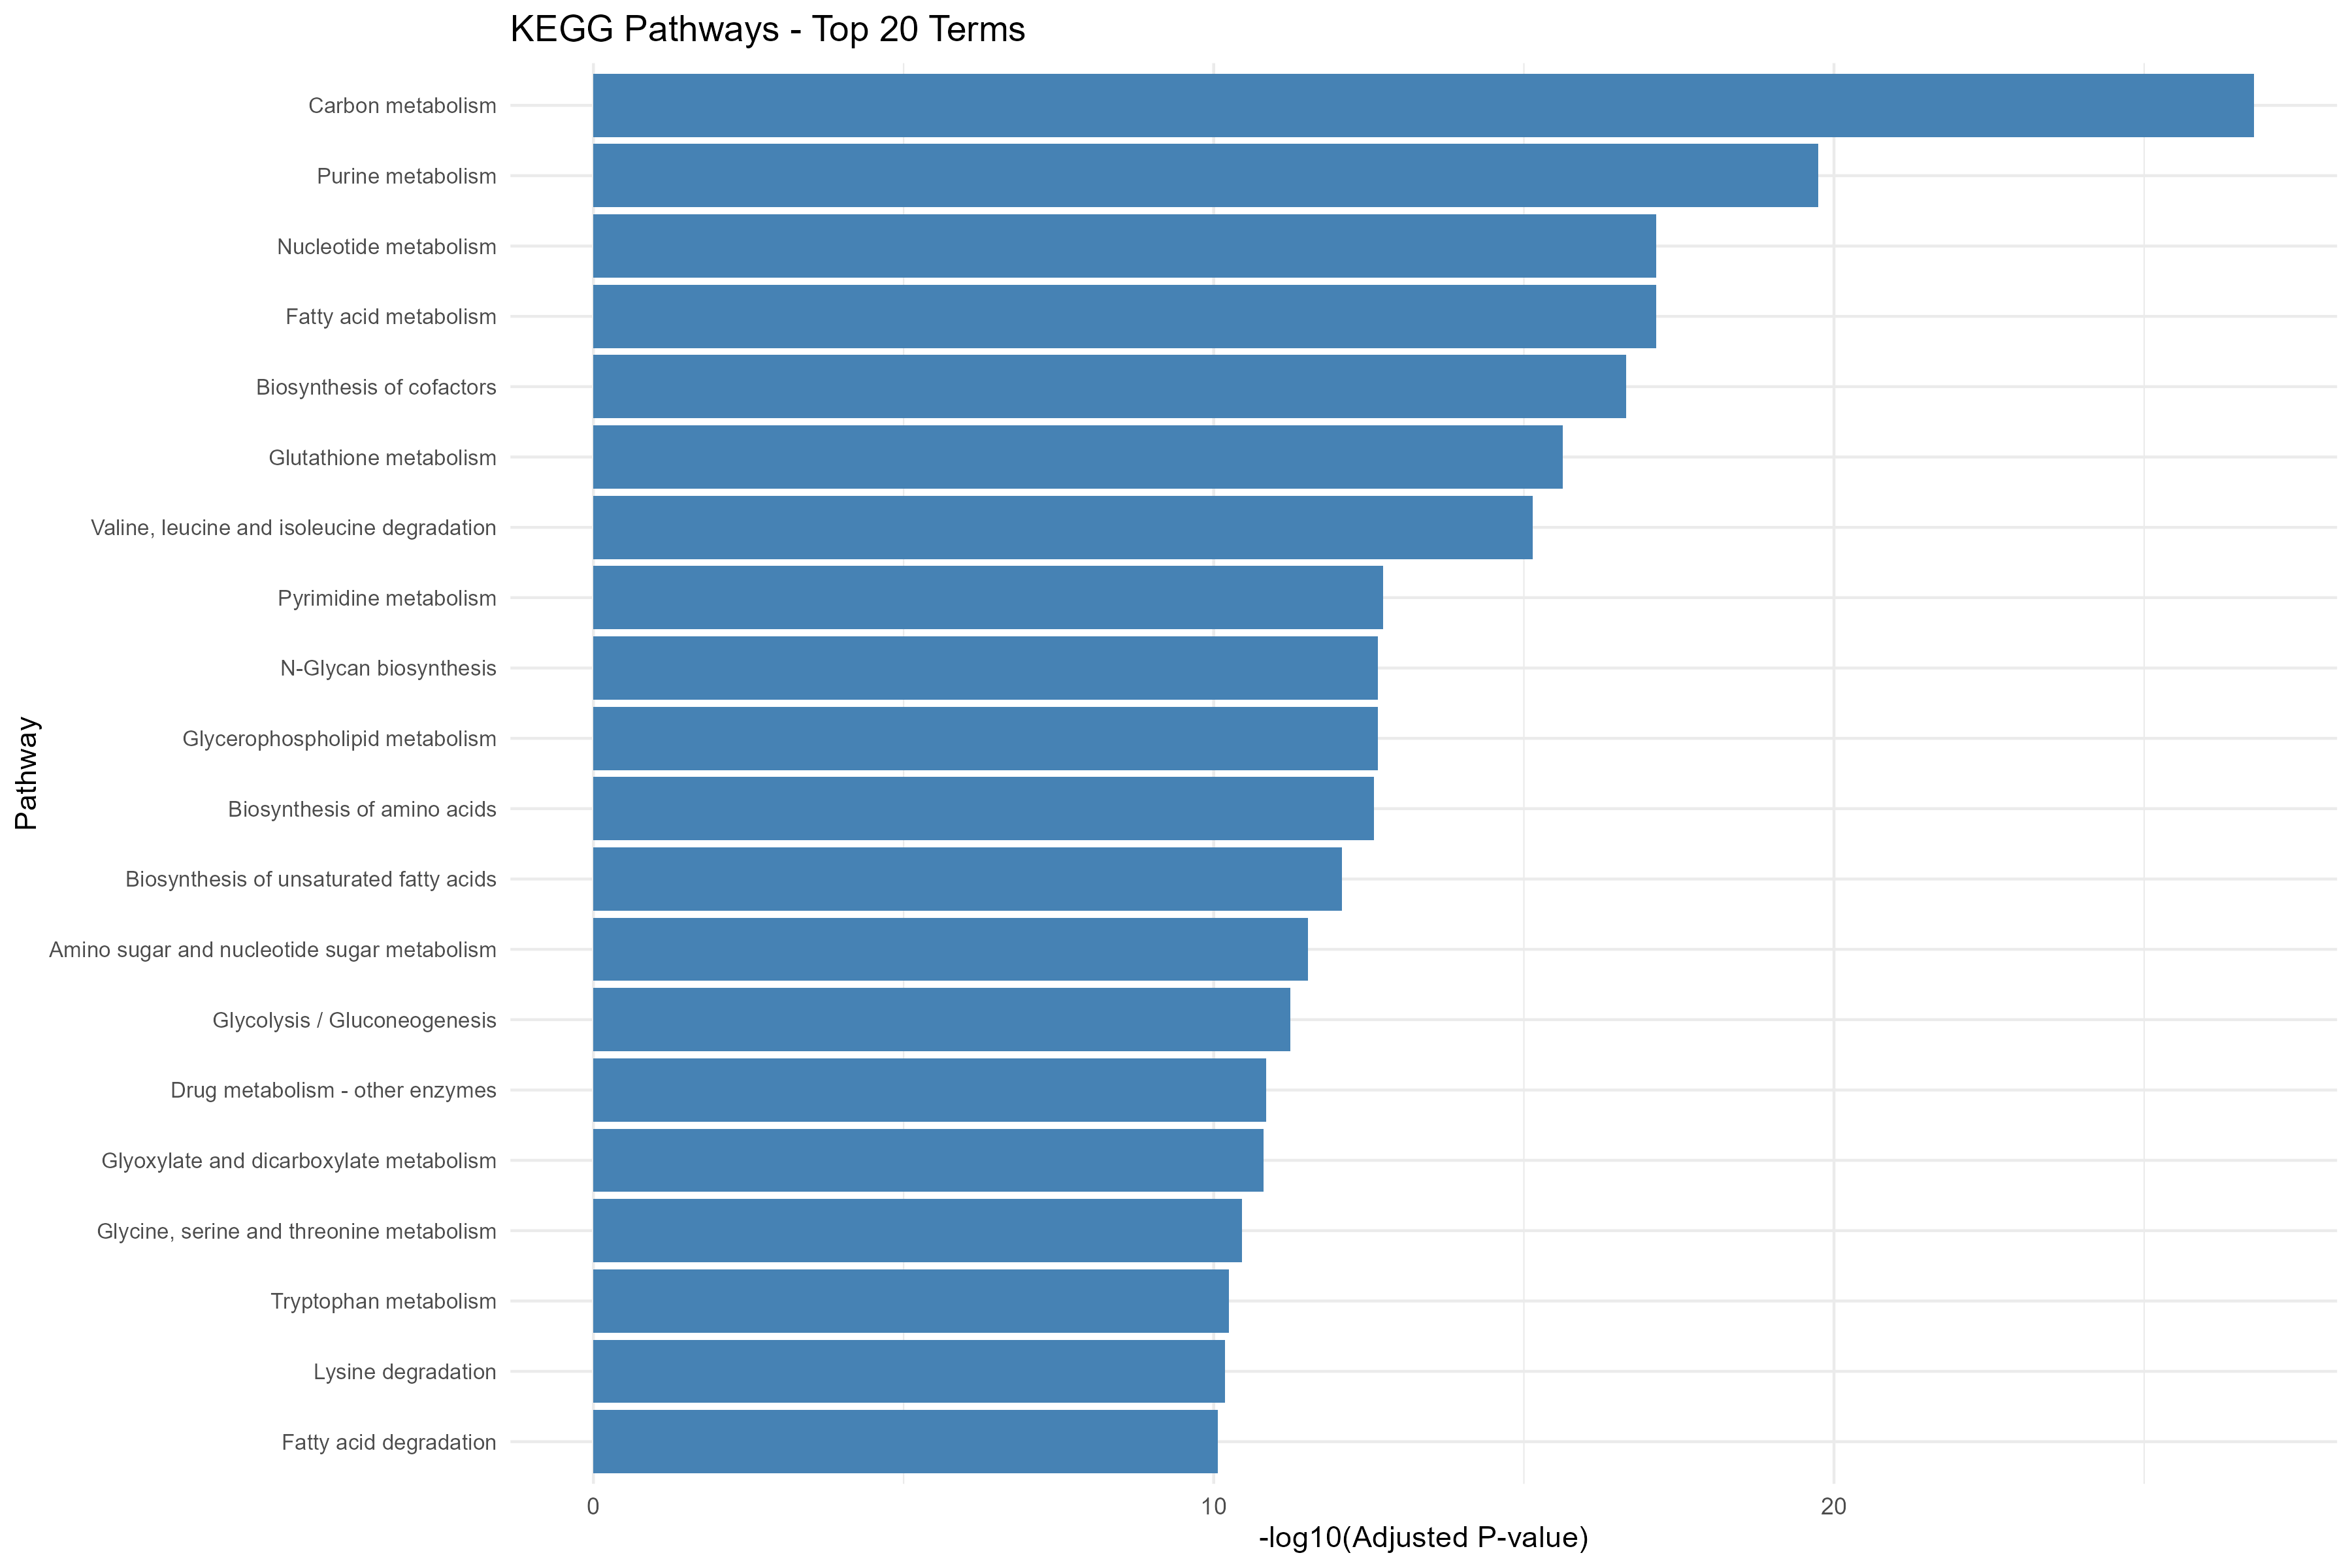 KEGG Pathways - Top 20 Terms
Carbon metabolism
Purine metabolism
Nucleotide metabolism
Fatty acid metabolism
Biosynthesis of cofactors
Glutathione metabolism
Valine, leucine and isoleucine degradation
Pyrimidine metabolism
N-Glycan biosynthesis
Glycerophospholipid metabolism
Biosynthesis of amino acids
Biosynthesis of unsaturated fatty acids
Amino sugar and nucleotide sugar metabolism
Glycolysis / Gluconeogenesis
Drug metabolism - other enzymes
Glyoxylate and dicarboxylate metabolism
Glycine, serine and threonine metabolism
Tryptophan metabolism
Lysine degradation
Fatty acid degradation
Pathway
0 10 20
-log10(Adjusted P-value)